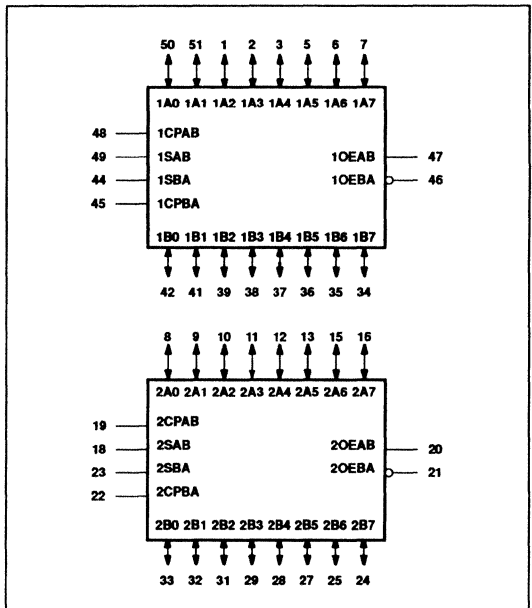 50 51 1 2 3 5 6 7
1A0 1A1 1A2 1A3 1A4 1A5 1A6 1A7
48 1CPAB
49 1SAB 1OEAB 47
44 1SBA 1OEBA 46
45 1CPBA
1B0 1B1 1B2 1B3 1B4 1B5 1B6 1B7
42 41 39 38 37 36 35 34
8 9 10 11 12 13 15 16
2A0 2A1 2A2 2A3 2A4 2A5 2A6 2A7
19 2CPAB
18 2SAB 2OEAB 20
23 2SBA 2OEBA 21
22 2CPBA
2B0 2B1 2B2 2B3 2B4 2B5 2B6 2B7
33 32 31 29 28 27 25 24